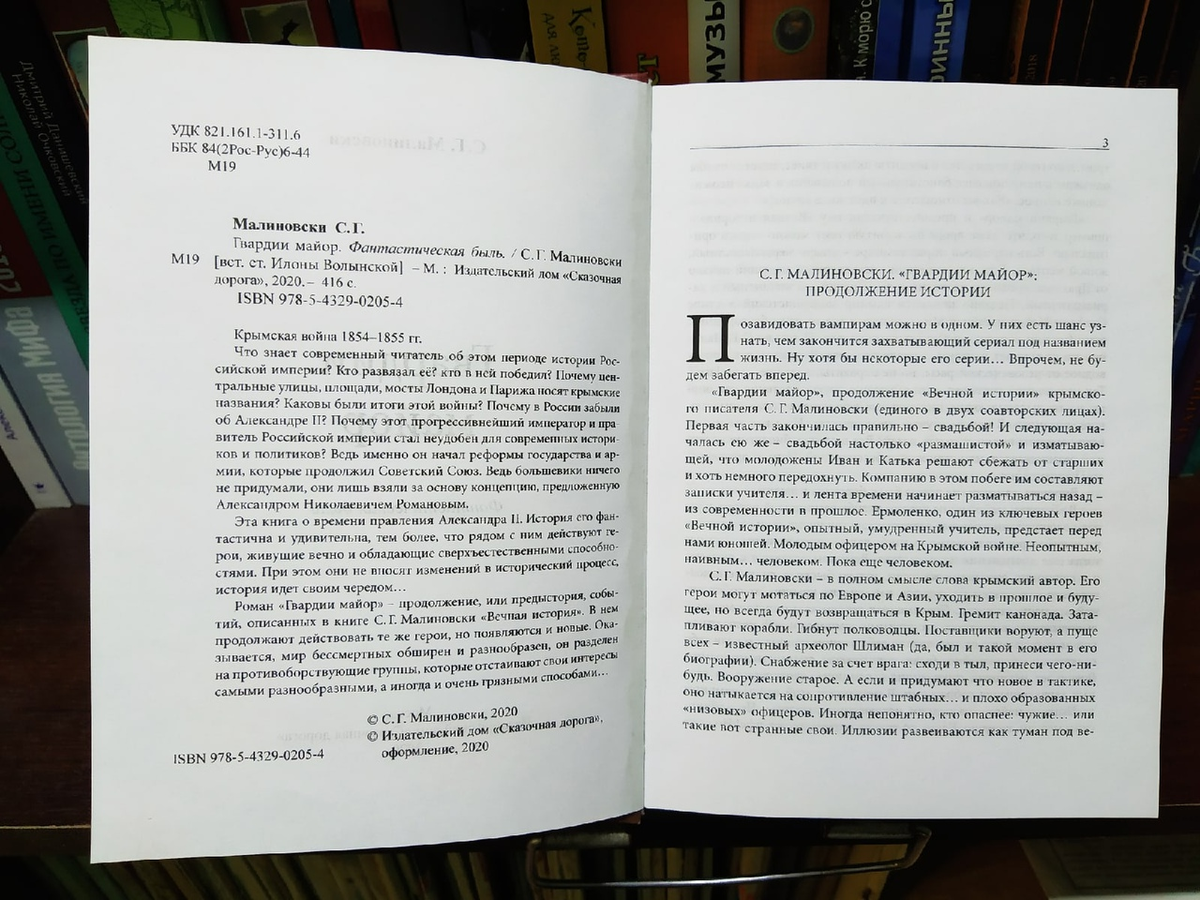 УДК 821.161.1-311.6
ББК 84(2Рос-Рус)6-44
М19
Малиновски С.Г.
Гвардии майор. Фантастическая быль. / С. Г. Малиновски
М19 [вст. ст. Илоны Волынской] – М. : Издательский дом «Сказочная
дорога», 2020. – 416 с.
ISBN 978-5-4329-0205-4
Крымская война 1854–1855 гг.
Что знает современный читатель об этом периоде истории Рос-
сийской империи? Кто развязал её? кто в ней победил? Почему цен-
тральные улицы, площади, мосты Лондона и Парижа носят крымские
названия? Каковы были итоги этой войны? Почему в России забыли
об Александре II? Почему этот прогрессивнейший император и пра-
витель Российской империи стал неудобен для современных истори-
ков и политиков? Ведь именно он начал реформы государства и ар-
мии, которые продолжил Советский Союз. Ведь большевики ничего
не придумали, они лишь взяли за основу концепцию, предложенную
Александром Николаевичем Романовым.
Эта книга о времени правления Александра II. История его фан-
тастична и удивительна, тем более, что рядом с ним действуют ге-
рои, живущие вечно и обладающие сверхъестественными способно-
стями. При этом они не вносят изменений в исторический процесс,
история идет своим чередом...
Роман «Гвардии майор» – продолжение, или предыстория, собы-
тий, описанных в книге С. Г. Малиновски «Вечная история». В нем
продолжают действовать те же герои, но появляются и новые. Ока-
зывается, мир бессмертных обширен и разнообразен, он разделен
на противоборствующие группы, которые отстаивают свои интересы
самыми разнообразными, а иногда и очень грязными способами...
© С. Г. Малиновски, 2020
© Издательский дом «Сказочная дорога»,
оформление, 2020
ISBN 978-5-4329-0205-4
3
С. Г. МАЛИНОВСКИ. «ГВАРДИИ МАЙОР»:
ПРОДОЛЖЕНИЕ ИСТОРИИ
Позавидовать вампирам можно в одном. У них есть шанс уз-
нать, чем закончится захватывающий сериал под названием
жизнь. Ну хотя бы некоторые его серии... Впрочем, не бу-
дем забегать вперед.
«Гвардии майор», продолжение «Вечной истории» крымско-
го писателя С. Г. Малиновски (единого в двух соавторских лицах).
Первая часть закончилась правильно – свадьбой! И следующая на-
чалась ею же – свадьбой настолько «размашистой» и изматываю-
щей, что молодожены Иван и Катька решают сбежать от старших
и хоть немного передохнуть. Компанию в этом побеге им составляют
записки учителя... и лента времени начинает разматываться назад –
из современности в прошлое. Ермоленко, один из ключевых героев
«Вечной истории», опытный, умудренный учитель, предстает перед
нами юношей. Молодым офицером на Крымской войне. Неопытным,
наивным... человеком. Пока еще человеком.
С. Г. Малиновски – в полном смысле слова крымский автор. Его
герои могут мотаться по Европе и Азии, уходить в прошлое и буду-
щее, но всегда будут возвращаться в Крым. Гремит канонада. Зата-
пливают корабли. Гибнут полководцы. Поставщики воруют, а пуще
всех – известный археолог Шлиман (да, был и такой момент в его
биографии). Снабжение за счет врага: сходи в тыл, принеси чего-ни-
будь. Вооружение старое. А если и придумают что новое в тактике,
оно натыкается на сопротивление штабных... и плохо образованных
«низовых» офицеров. Иногда непонятно, кто опаснее: чужие... или
такие вот странные свои. Иллюзии развеиваются как туман под ве-
Дмитрий Данишевский
Николай Очковский
МУЗЫ